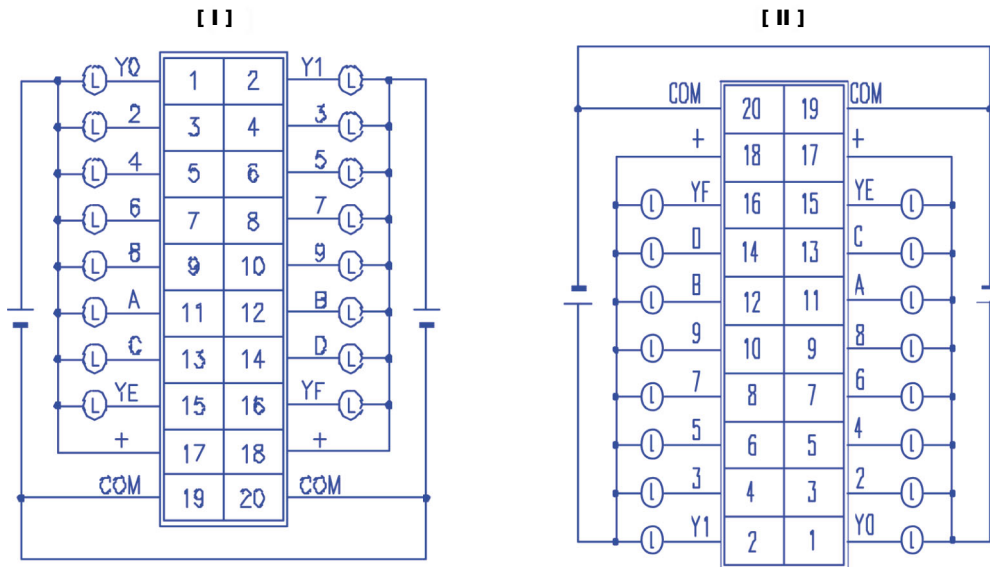 [ I ]
[ II ]
L Y0 1 2 Y1 L
L 2 3 4 3 L
L 4 5 6 5 L
L 6 7 8 7 L
L 8 9 10 9 L
L A 11 12 B L
L C 13 14 D L
L YE 15 16 YF L
+ 17 18 +
COM 19 20 COM
COM 20 19 COM
+ 18 17 +
L YF 16 15 YE L
L D 14 13 C L
L B 12 11 A L
L 9 10 9 8 L
L 7 8 7 6 L
L 5 6 5 4 L
L 3 4 3 2 L
L Y1 2 1 Y0 L